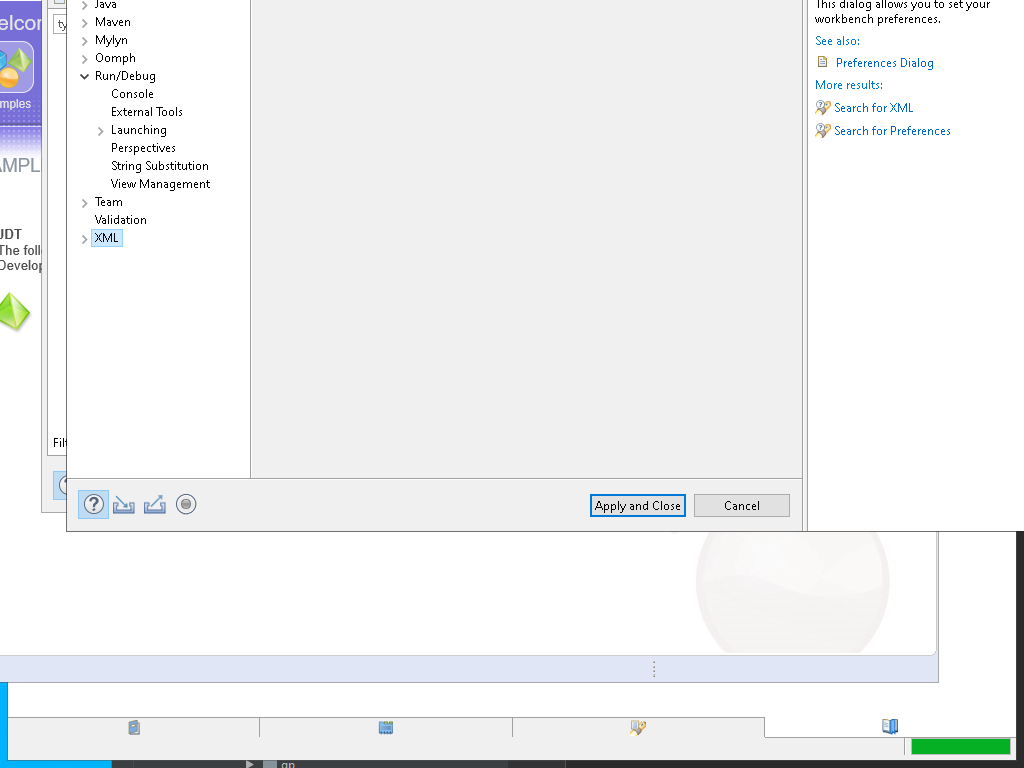 Java
Maven
Mylyn
Oomph
Run/Debug
Console
External Tools
Launching
Perspectives
String Substitution
View Management
Team
Validation
XML
This dialog allows you to set your
workbench preferences.
See also:
Preferences Dialog
More results:
Search for XML
Search for Preferences
Apply and Close
Cancel
elcor
ty
mples
AMPL
JDT
The foll
Develop
Filt